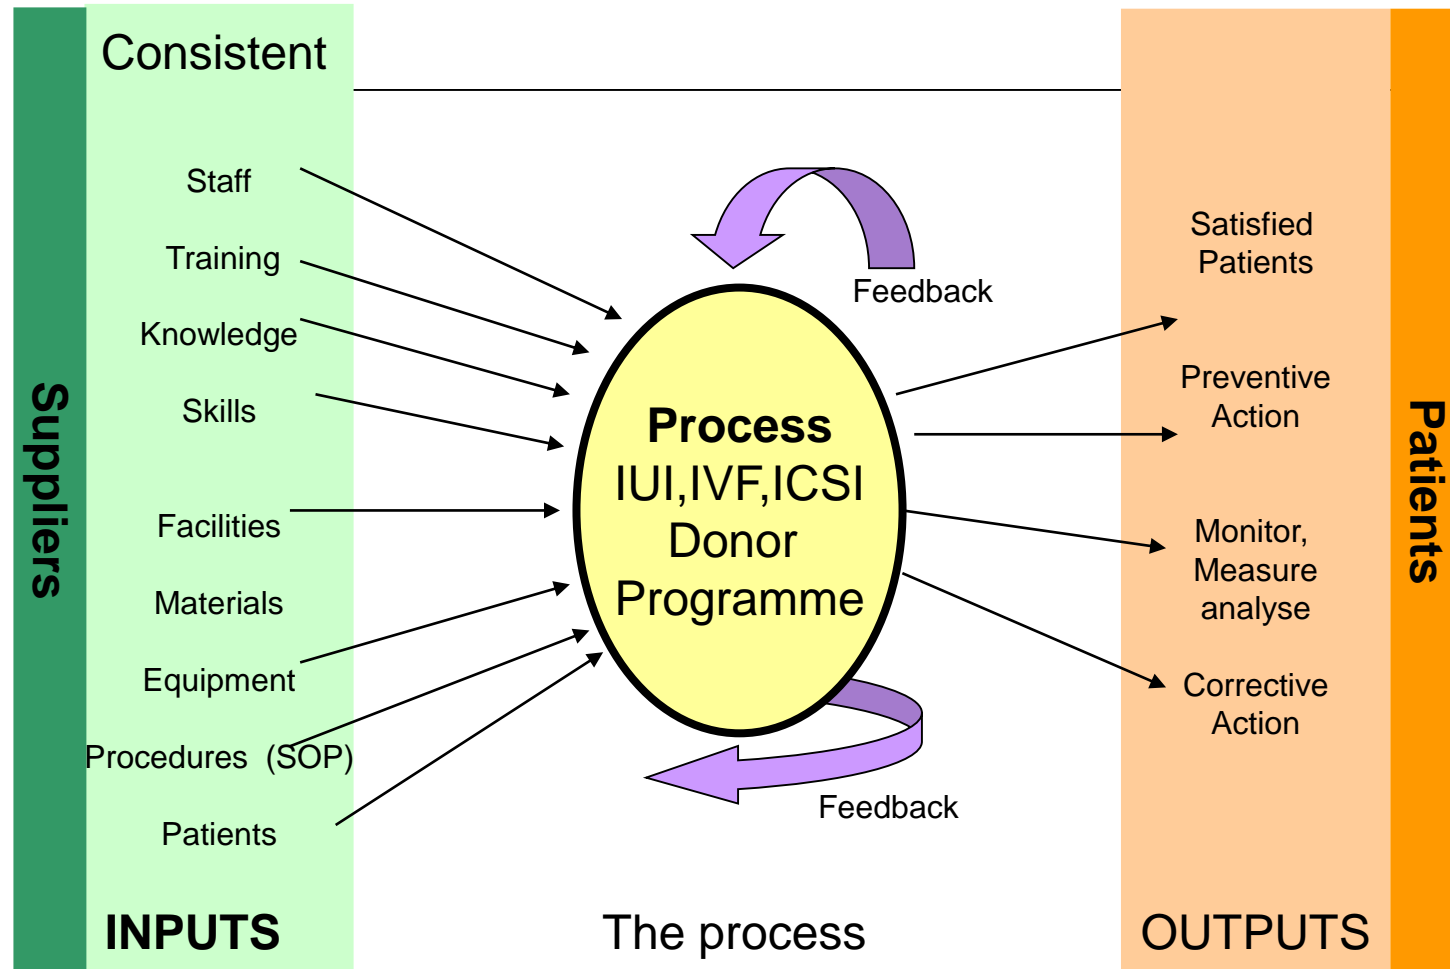 Consistent
Suppliers
Staff
Training
Knowledge
Skills
Facilities
Materials
Equipment
Procedures (SOP)
Patients
INPUTS
Feedback
Process
IUI,IVF,ICSI
Donor
Programme
Feedback
The process
Satisfied
Patients
Preventive
Action
Monitor,
Measure
analyse
Corrective
Action
OUTPUTS
Patients